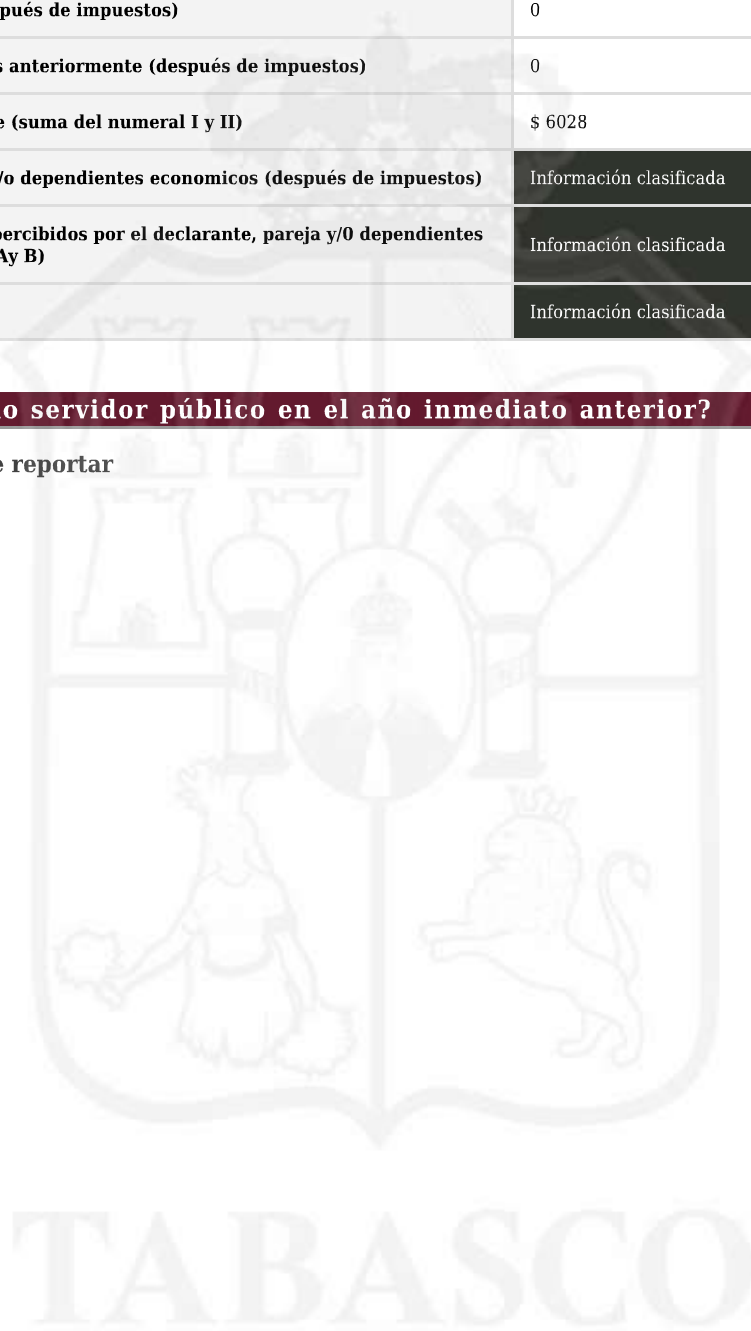 pués de impuestos) 0
s anteriormente (después de impuestos) 0
e (suma del numeral I y II) $ 6028
/o dependientes economicos (después de impuestos) Información clasificada
ercibidos por el declarante, pareja y/0 dependientes
Ay B) Información clasificada
Información clasificada
o servidor público en el año inmediato anterior?
e reportar
TABASCO